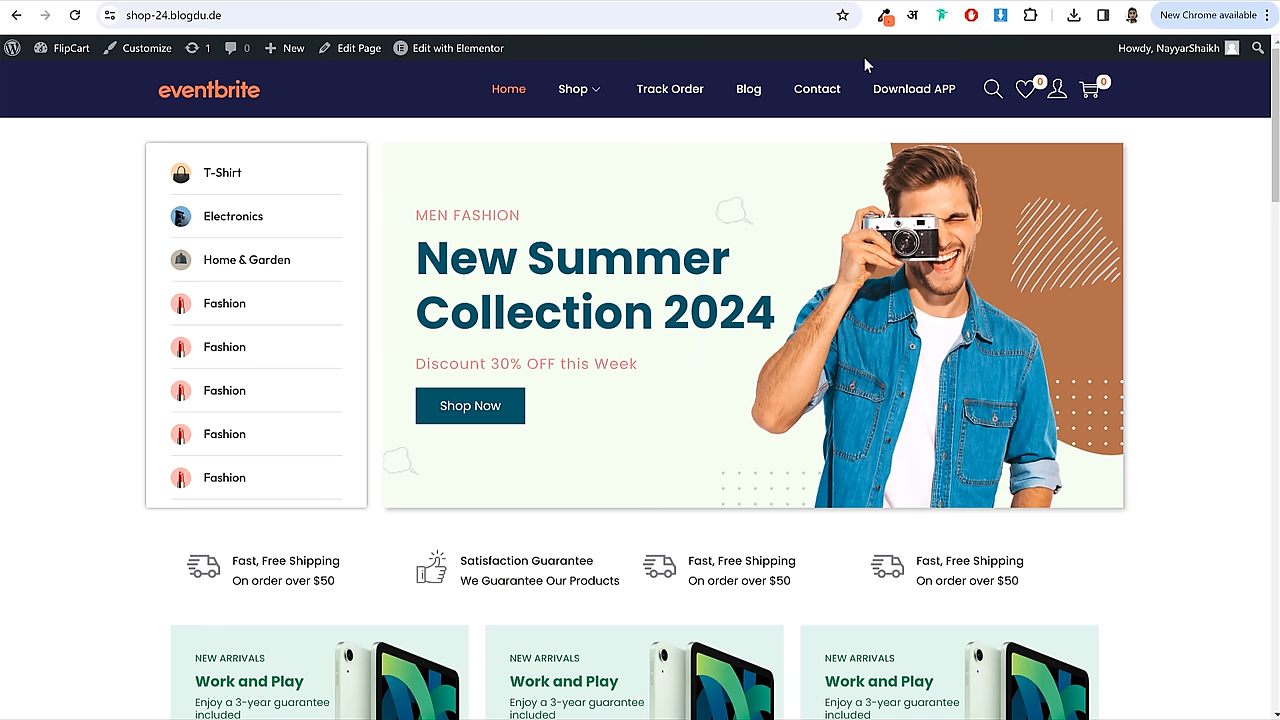 shop-24.blogdu.de
अ
New Chrome available
FlipCart
Customize
1
0
New
Edit Page
Edit with Elementor
Howdy, NayyarShaikh
eventbrite
Home
Shop
Track Order
Blog
Contact
Download APP
0
0
T-Shirt
Electronics
Home & Garden
Fashion
Fashion
Fashion
Fashion
Fashion
MEN FASHION
New Summer
Collection 2024
Discount 30% OFF this Week
Shop Now
Fast, Free Shipping
On order over $50
Satisfaction Guarantee
We Guarantee Our Products
Fast, Free Shipping
On order over $50
Fast, Free Shipping
On order over $50
NEW ARRIVALS
Work and Play
Enjoy a 3-year guarantee
included
NEW ARRIVALS
Work and Play
Enjoy a 3-year guarantee
included
NEW ARRIVALS
Work and Play
Enjoy a 3-year guarantee
included